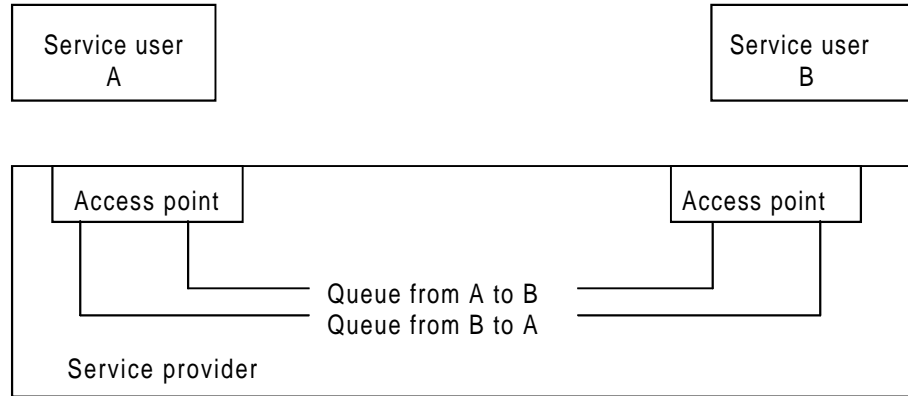 Service user
A
Service user
B
Access point
Access point
Queue from A to B
Queue from B to A
Service provider